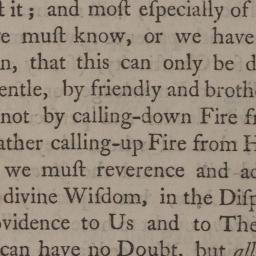 t it; and moſt eſpecially of
e muſt know, or we have
n, that this can only be d
entle, by friendly and broth
not by calling-down Fire f
ather calling-up Fire from H
we muſt reverence and ac
divine Wiſdom, in the Diſp
ovidence to Us and to The
can have no Doubt, but all